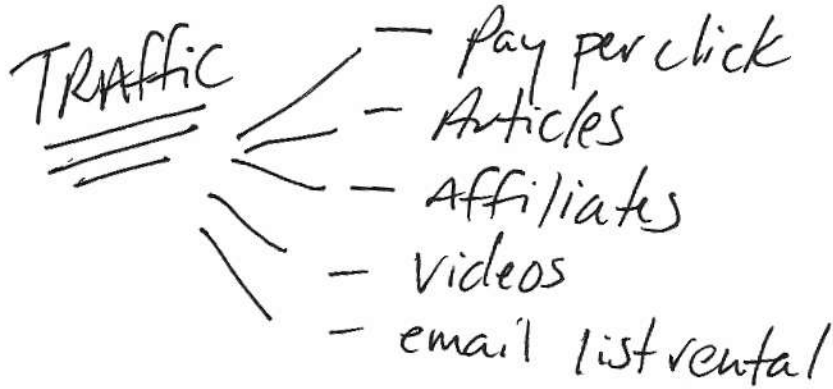 TRAffic
- Pay per click
- Articles
- Affiliates
- Videos
- email list rental